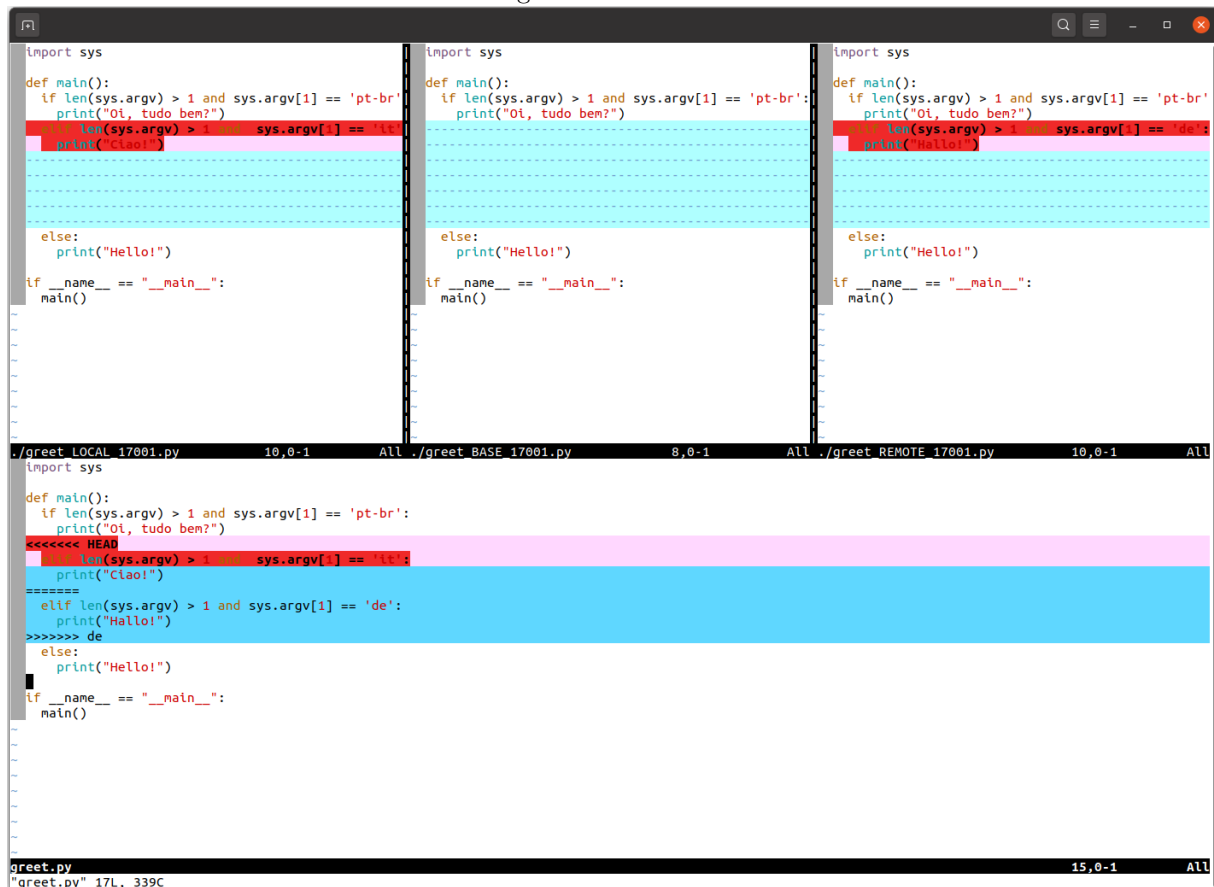 import sys

def main():
  if len(sys.argv) > 1 and sys.argv[1] == 'pt-br'
    print("Oi, tudo bem?")
  elif len(sys.argv) > 1 and  sys.argv[1] == 'it'
    print("Ciao!")
  else:
    print("Hello!")

if __name__ == "__main__":
  main()
./greet_LOCAL_17001.py 10,0-1 All
import sys

def main():
  if len(sys.argv) > 1 and sys.argv[1] == 'pt-br':
    print("Oi, tudo bem?")
  else:
    print("Hello!")

if __name__ == "__main__":
  main()
./greet_BASE_17001.py 8,0-1 All
import sys

def main():
  if len(sys.argv) > 1 and sys.argv[1] == 'pt-br'
    print("Oi, tudo bem?")
  elif len(sys.argv) > 1 and sys.argv[1] == 'de':
    print("Hallo!")
  else:
    print("Hello!")

if __name__ == "__main__":
  main()
./greet_REMOTE_17001.py 10,0-1 All
import sys

def main():
  if len(sys.argv) > 1 and sys.argv[1] == 'pt-br':
    print("Oi, tudo bem?")
<<<<<<< HEAD
  elif len(sys.argv) > 1 and  sys.argv[1] == 'it':
    print("Ciao!")
=======
  elif len(sys.argv) > 1 and sys.argv[1] == 'de':
    print("Hallo!")
>>>>>>> de
  else:
    print("Hello!")

if __name__ == "__main__":
  main()
greet.py 15,0-1 All
"greet.py" 17L, 339C